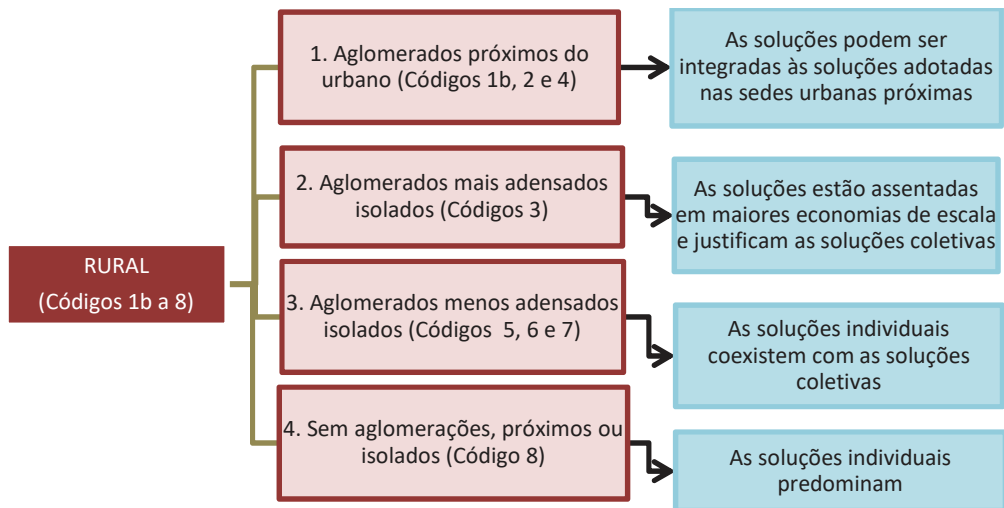 RURAL
(Códigos 1b a 8)
1. Aglomerados próximos do
urbano (Códigos 1b, 2 e 4)
As soluções podem ser
integradas às soluções adotadas
nas sedes urbanas próximas
2. Aglomerados mais adensados
isolados (Códigos 3)
As soluções estão assentadas
em maiores economias de escala
e justificam as soluções coletivas
3. Aglomerados menos adensados
isolados (Códigos 5, 6 e 7)
As soluções individuais
coexistem com as soluções
coletivas
4. Sem aglomerações, próximos ou
isolados (Código 8)
As soluções individuais
predominam